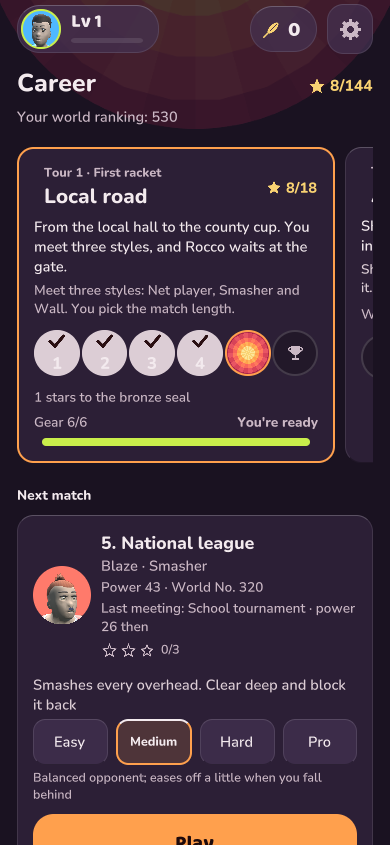 Lv 1
0
Career
8/144
Your world ranking: 530
Tour 1 · First racket
Local road
8/18
From the local hall to the county cup. You
meet three styles, and Rocco waits at the
gate.
Meet three styles: Net player, Smasher and
Wall. You pick the match length.
1
2
3
4
1 stars to the bronze seal
Gear 6/6
You're ready
Next match
5. National league
Blaze · Smasher
Power 43 · World No. 320
Last meeting: School tournament · power
26 then
0/3
Smashes every overhead. Clear deep and block
it back
Easy
Medium
Hard
Pro
Balanced opponent; eases off a little when you fall
behind
Play